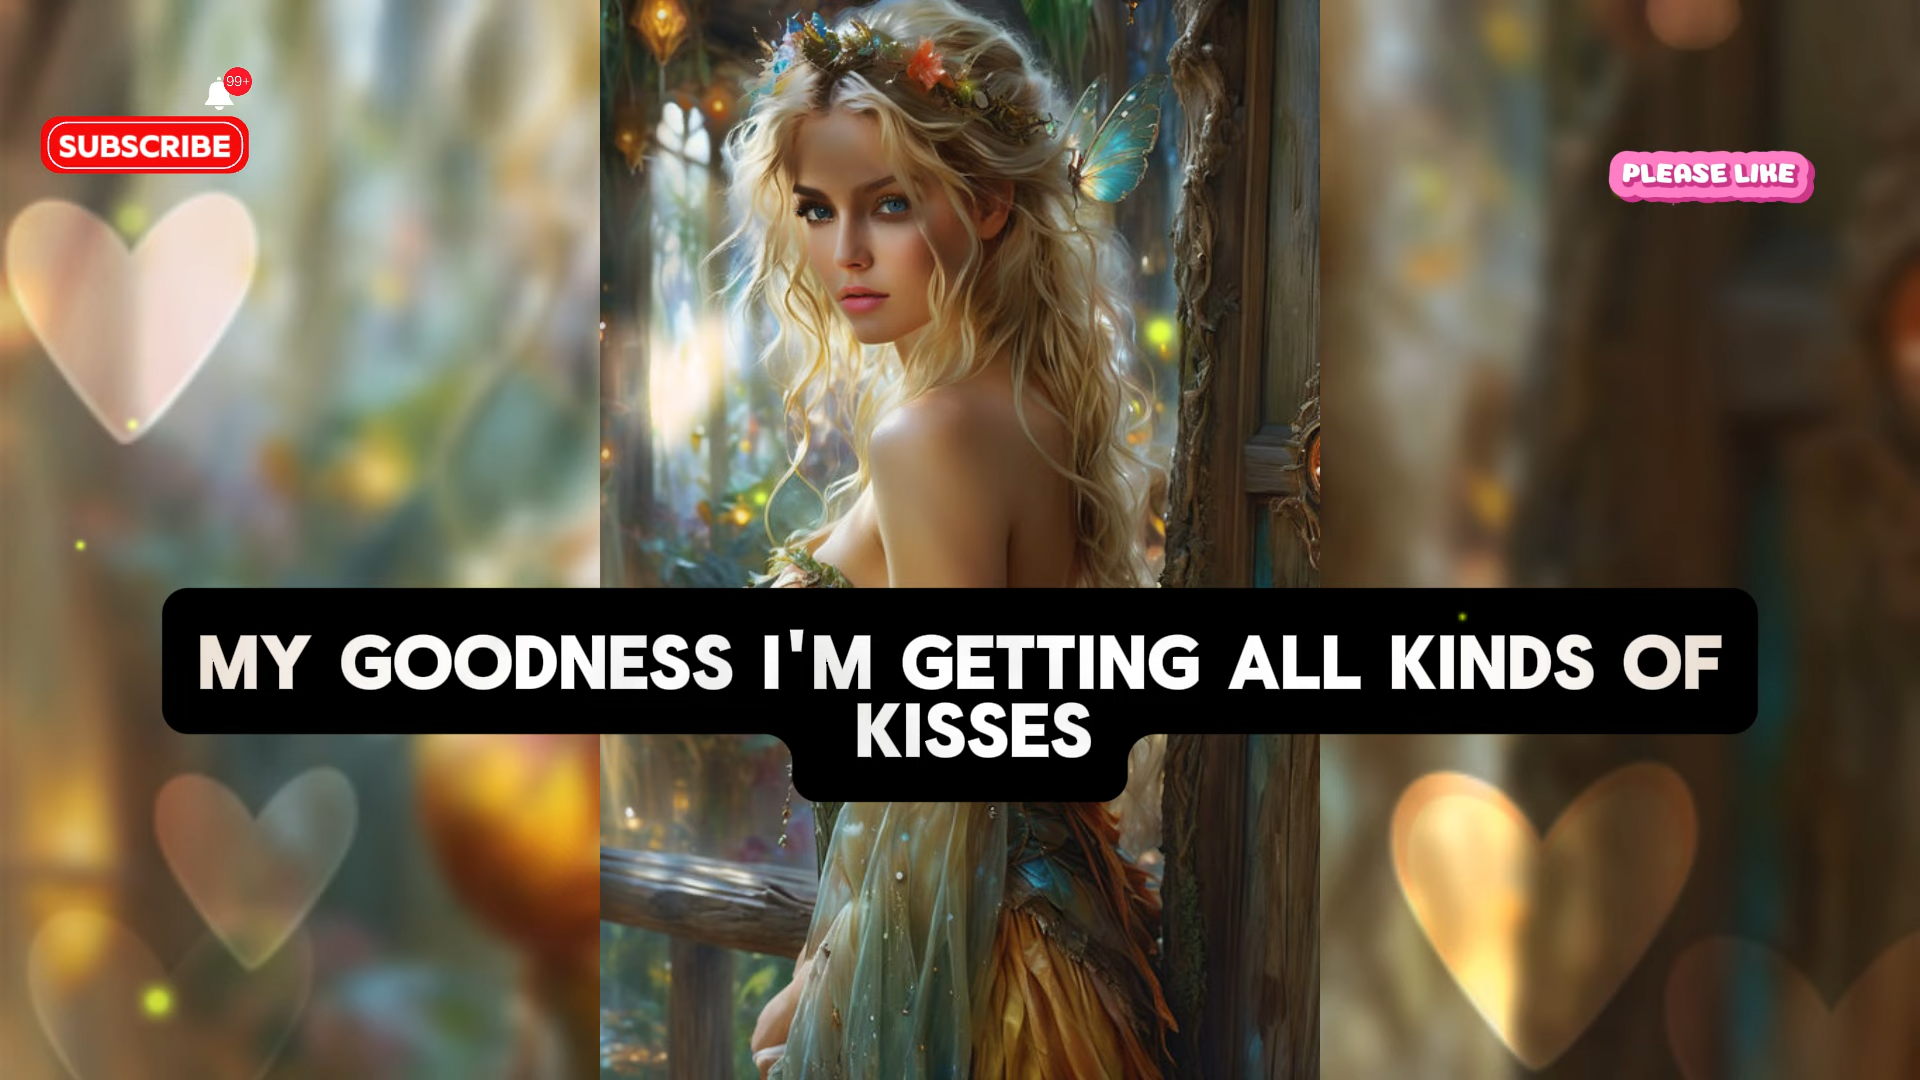 99+
SUBSCRIBE
PLEASE LIKE
MY GOODNESS I'M GETTING ALL KINDS OF
KISSES